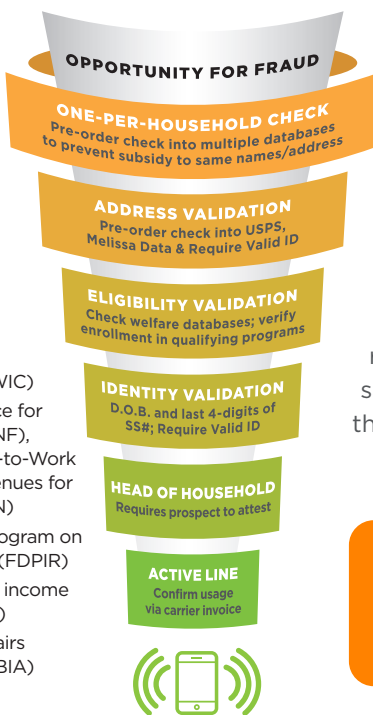 OPPORTUNITY FOR FRAUD
ONE-PER-HOUSEHOLD CHECK
Pre-order check into multiple databases
to prevent subsidy to same names/address
ADDRESS VALIDATION
Pre-order check into USPS,
Melissa Data & Require Valid ID
ELIGIBILITY VALIDATION
Check welfare databases; verify
enrollment in qualifying programs
IDENTITY VALIDATION
D.O.B. and last 4-digits of
SS#; Require Valid ID
HEAD OF HOUSEHOLD
Requires prospect to attest
ACTIVE LINE
Confirm usage
via carrier invoice
WIC)
ce for
NF),
-to-Work
enues for
N)
ogram on
(FDPIR)
income
)
airs
BIA)
s
th